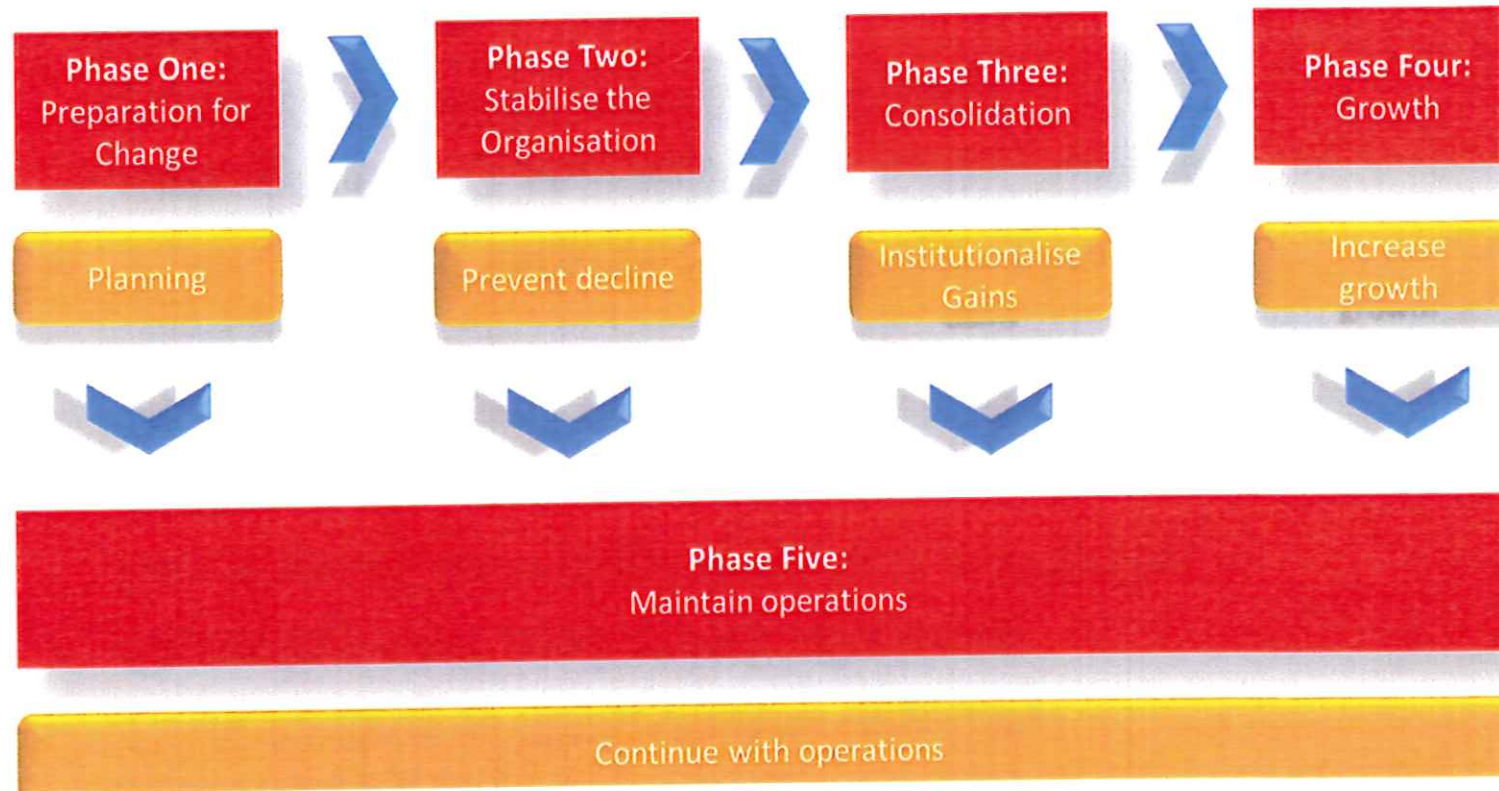 Phase One:
Preparation for
Change
Phase Two:
Stabilise the
Organisation
Phase Three:
Consolidation
Phase Four:
Growth
Planning
Prevent decline
Institutionalise
Gains
Increase
growth
Phase Five:
Maintain operations
Continue with operations